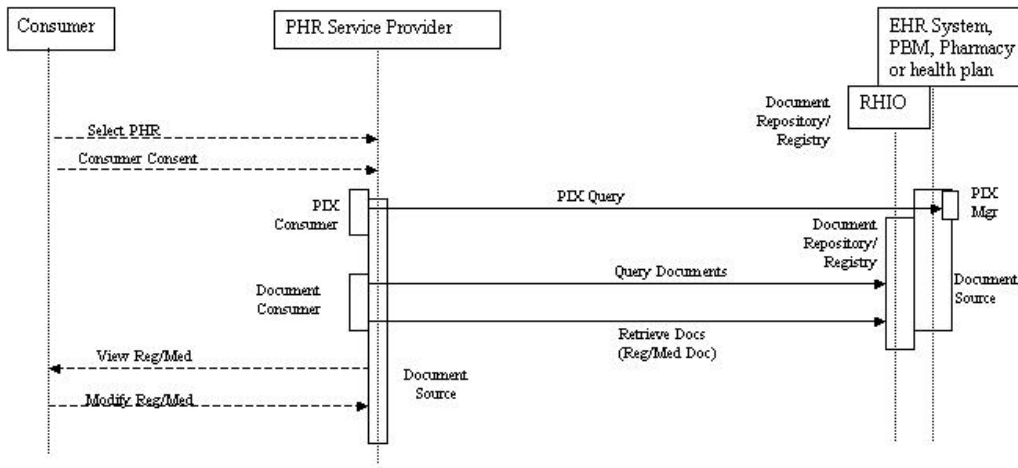 Consumer
PHR Service Provider
EHR System,
PBM, Pharmacy
or health plan
RHIO
Document
Repository/
Registry
Select PHR
Consumer Consent
PIX Query
PIX
Consumer
PIX
Mgr
Document
Repository/
Registry
Query Documents
Document
Consumer
Document
Source
Retrieve Docs
(Reg/Med Doc)
View Reg/Med
Document
Source
Modify Reg/Med